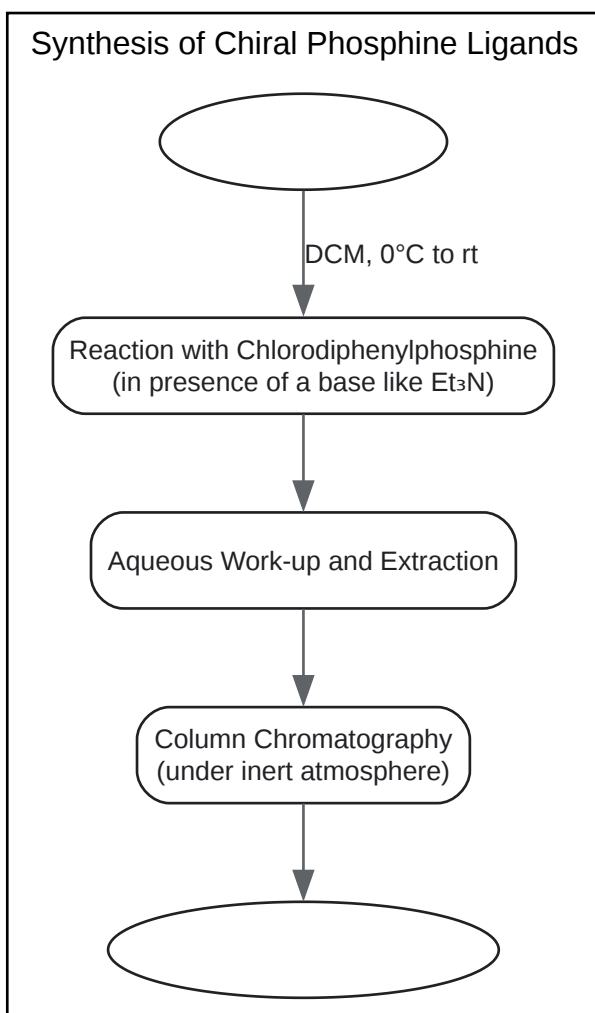 Synthesis of Chiral Phosphine Ligands
DCM, 0°C to rt
Reaction with Chlorodiphenylphosphine
(in presence of a base like Et₃N)
Aqueous Work-up and Extraction
Column Chromatography
(under inert atmosphere)